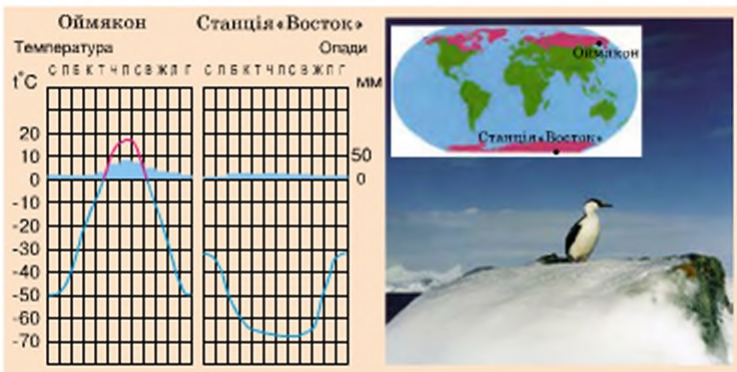 Оймякон Станція «Восток»
Температура Опади
t°C С Л Б К Т Ч Л С В Ж Л Г С Л Б К Т Ч Л С В Ж Л Г мм
20
10 50
0 0
-10
-20
-30
-40
-50
-60
-70
Оймякон
Станція «Восток»